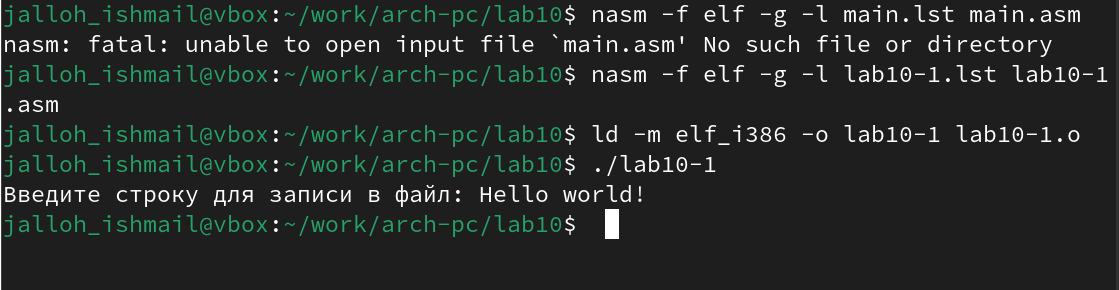 jalloh_ishmail@vbox:~/work/arch-pc/lab10$ nasm -f elf -g -l main.lst main.asm
nasm: fatal: unable to open input file `main.asm' No such file or directory
jalloh_ishmail@vbox:~/work/arch-pc/lab10$ nasm -f elf -g -l lab10-1.lst lab10-1
.asm
jalloh_ishmail@vbox:~/work/arch-pc/lab10$ ld -m elf_i386 -o lab10-1 lab10-1.o
jalloh_ishmail@vbox:~/work/arch-pc/lab10$ ./lab10-1
Введите строку для записи в файл: Hello world!
jalloh_ishmail@vbox:~/work/arch-pc/lab10$